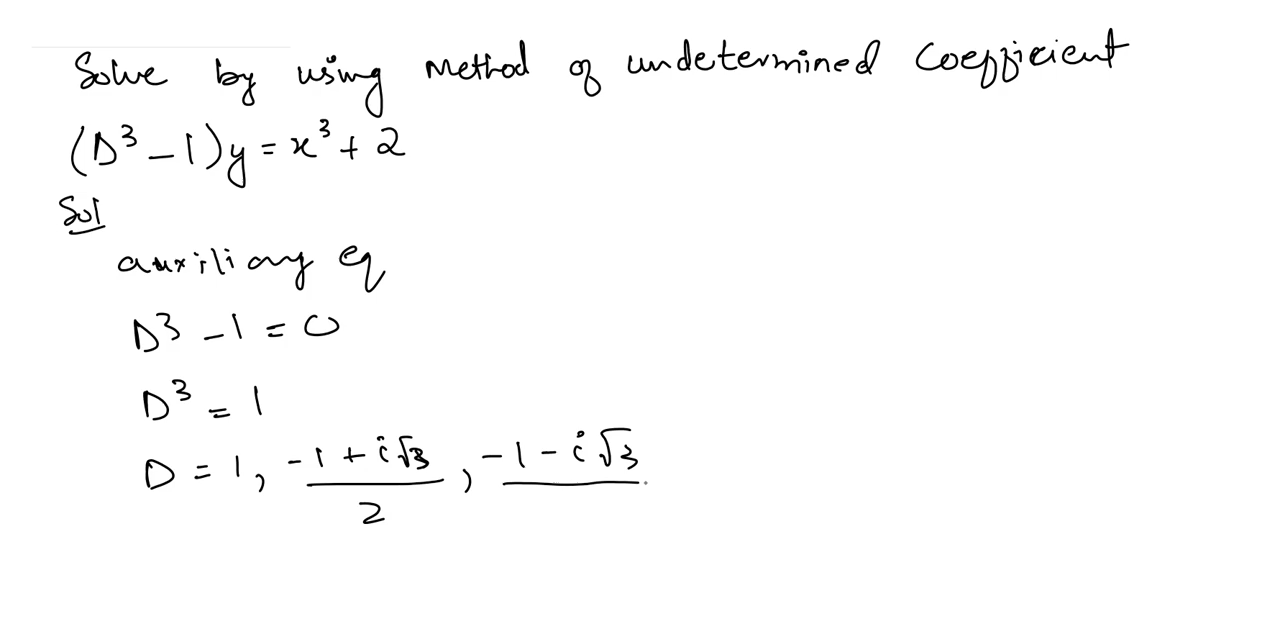 Solve by using Method of undetermined coefficient
(D³ - 1)y = x³ + 2
Sol
auxiliary eq
D³ - 1 = 0
D³ = 1
D = 1, (-1 + i√3)/2, -1 - i√3